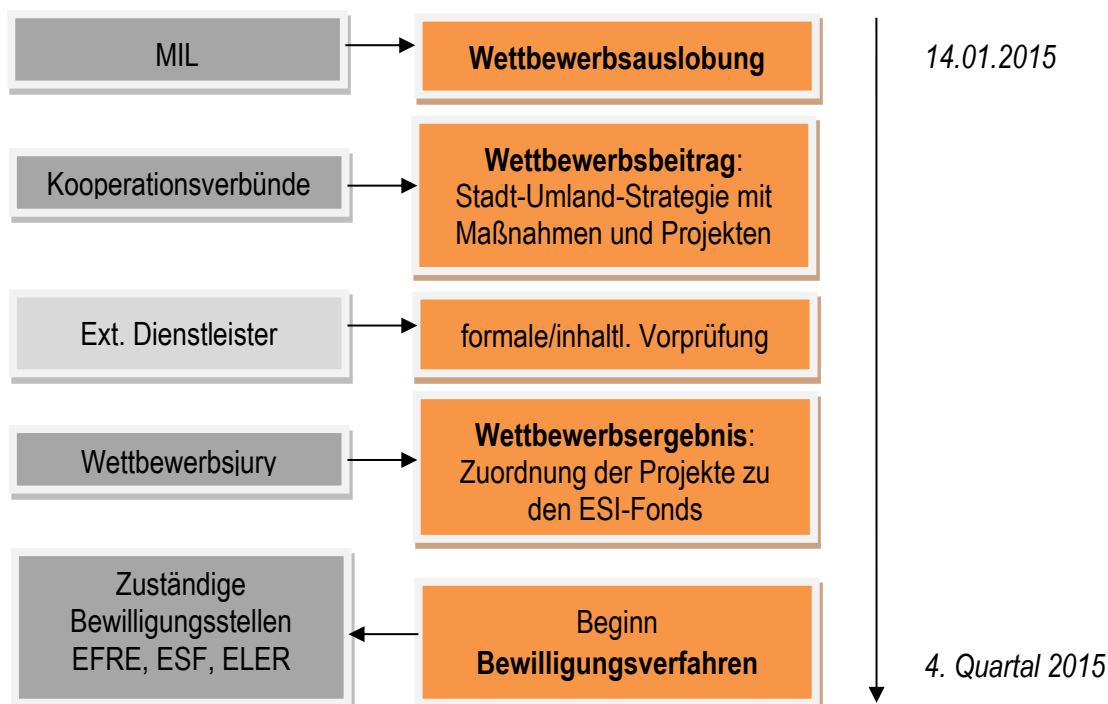 MIL
Wettbewerbsauslobung
14.01.2015
Kooperationsverbünde
Wettbewerbsbeitrag:
Stadt-Umland-Strategie mit
Maßnahmen und Projekten
Ext. Dienstleister
formale/inhaltl. Vorprüfung
Wettbewerbsjury
Wettbewerbsergebnis:
Zuordnung der Projekte zu
den ESI-Fonds
Zuständige
Bewilligungsstellen
EFRE, ESF, ELER
Beginn
Bewilligungsverfahren
4. Quartal 2015